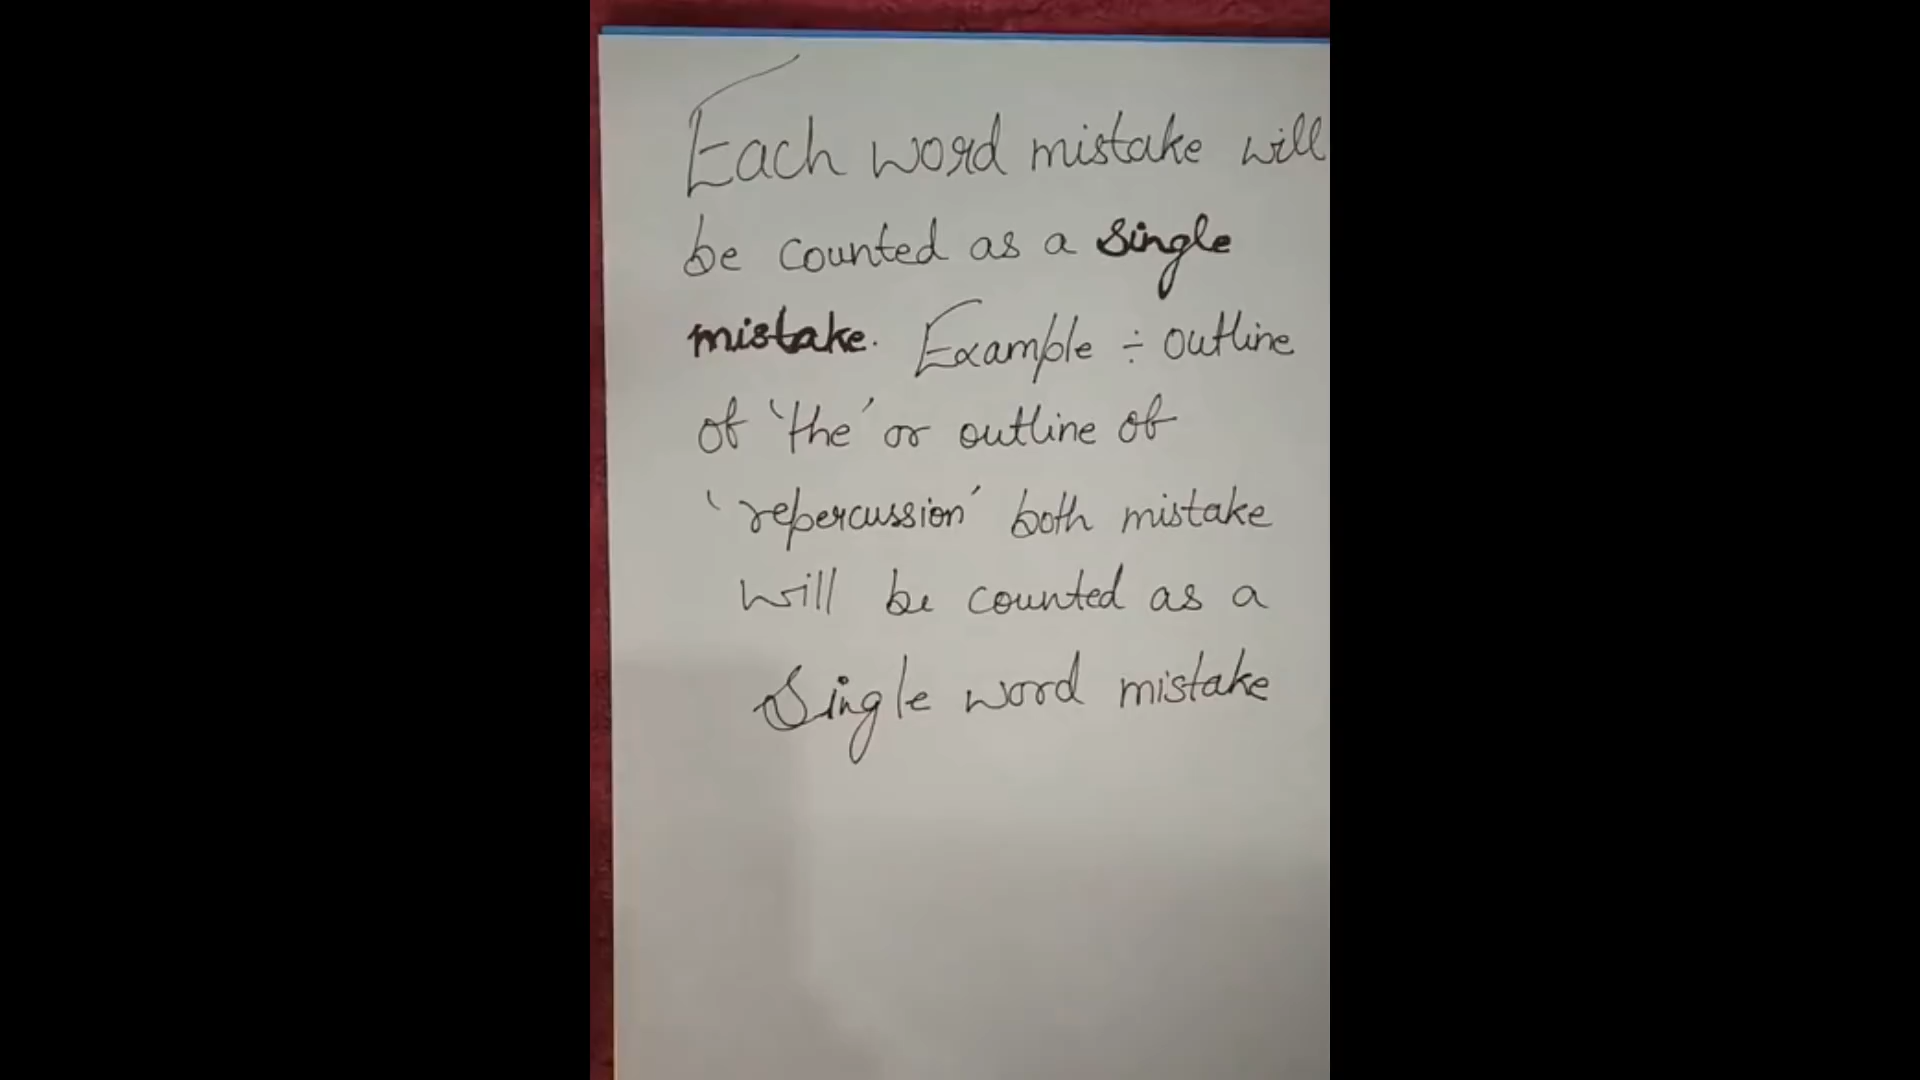 Each word mistake will
be counted as a single
mistake. Example ÷ outline
of 'the' or outline of
'repercussion' both mistake
will be counted as a
Single word mistake